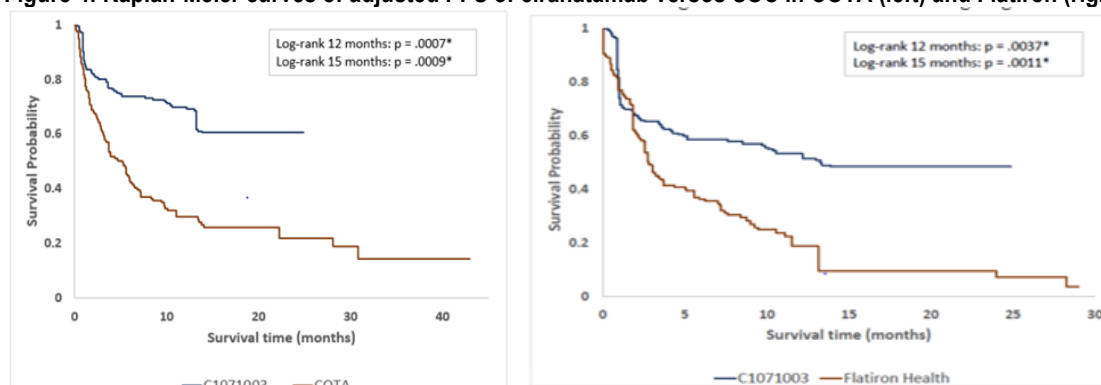 Log-rank 12 months: p = .0007*
Log-rank 15 months: p = .0009*
1
0.8
0.6
0.4
0.2
0
Survival Probability
0 10 20 30 40
Survival time (months)
C1071003 COTA
Log-rank 12 months: p = .0037*
Log-rank 15 months: p = .0011*
1
0.8
0.6
0.4
0.2
0
Survival Probability
0 5 10 15 20 25 30
Survival time (months)
C1071003 Flatiron Health